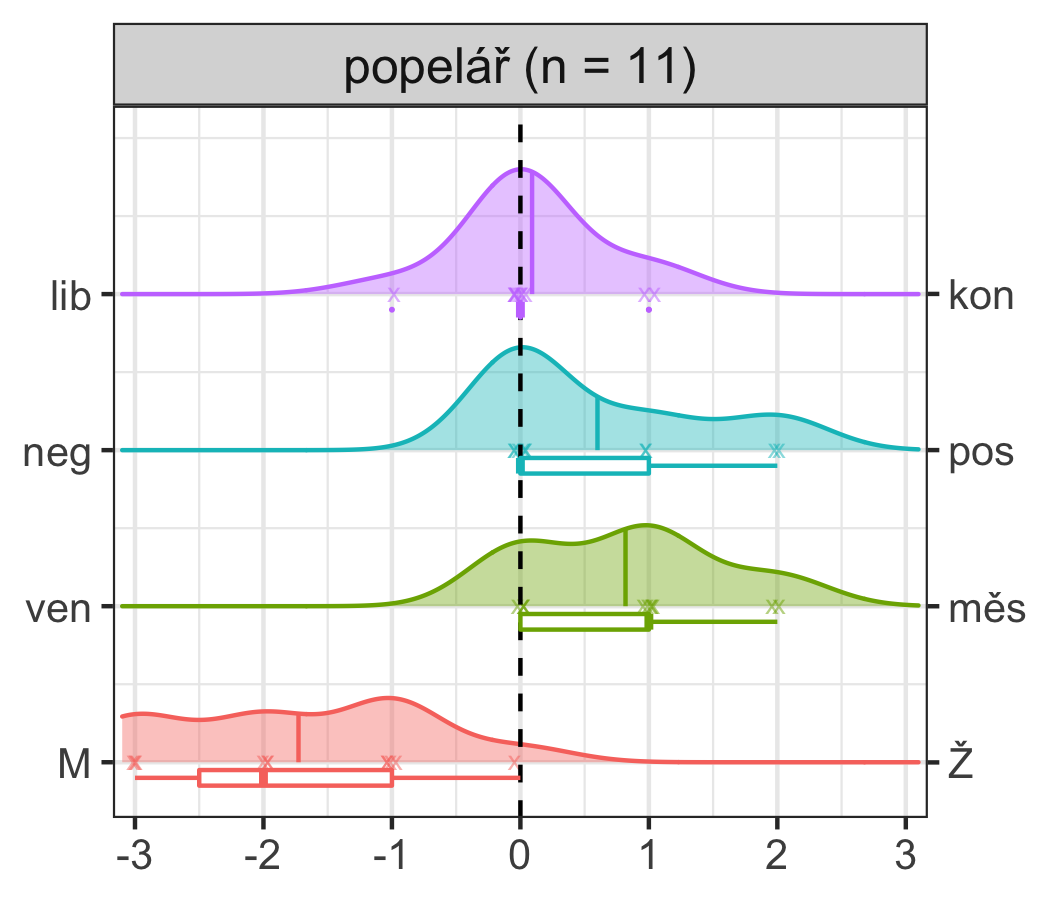 popelář (n = 11)
lib kon
neg pos
ven měs
M Ž
-3 -2 -1 0 1 2 3